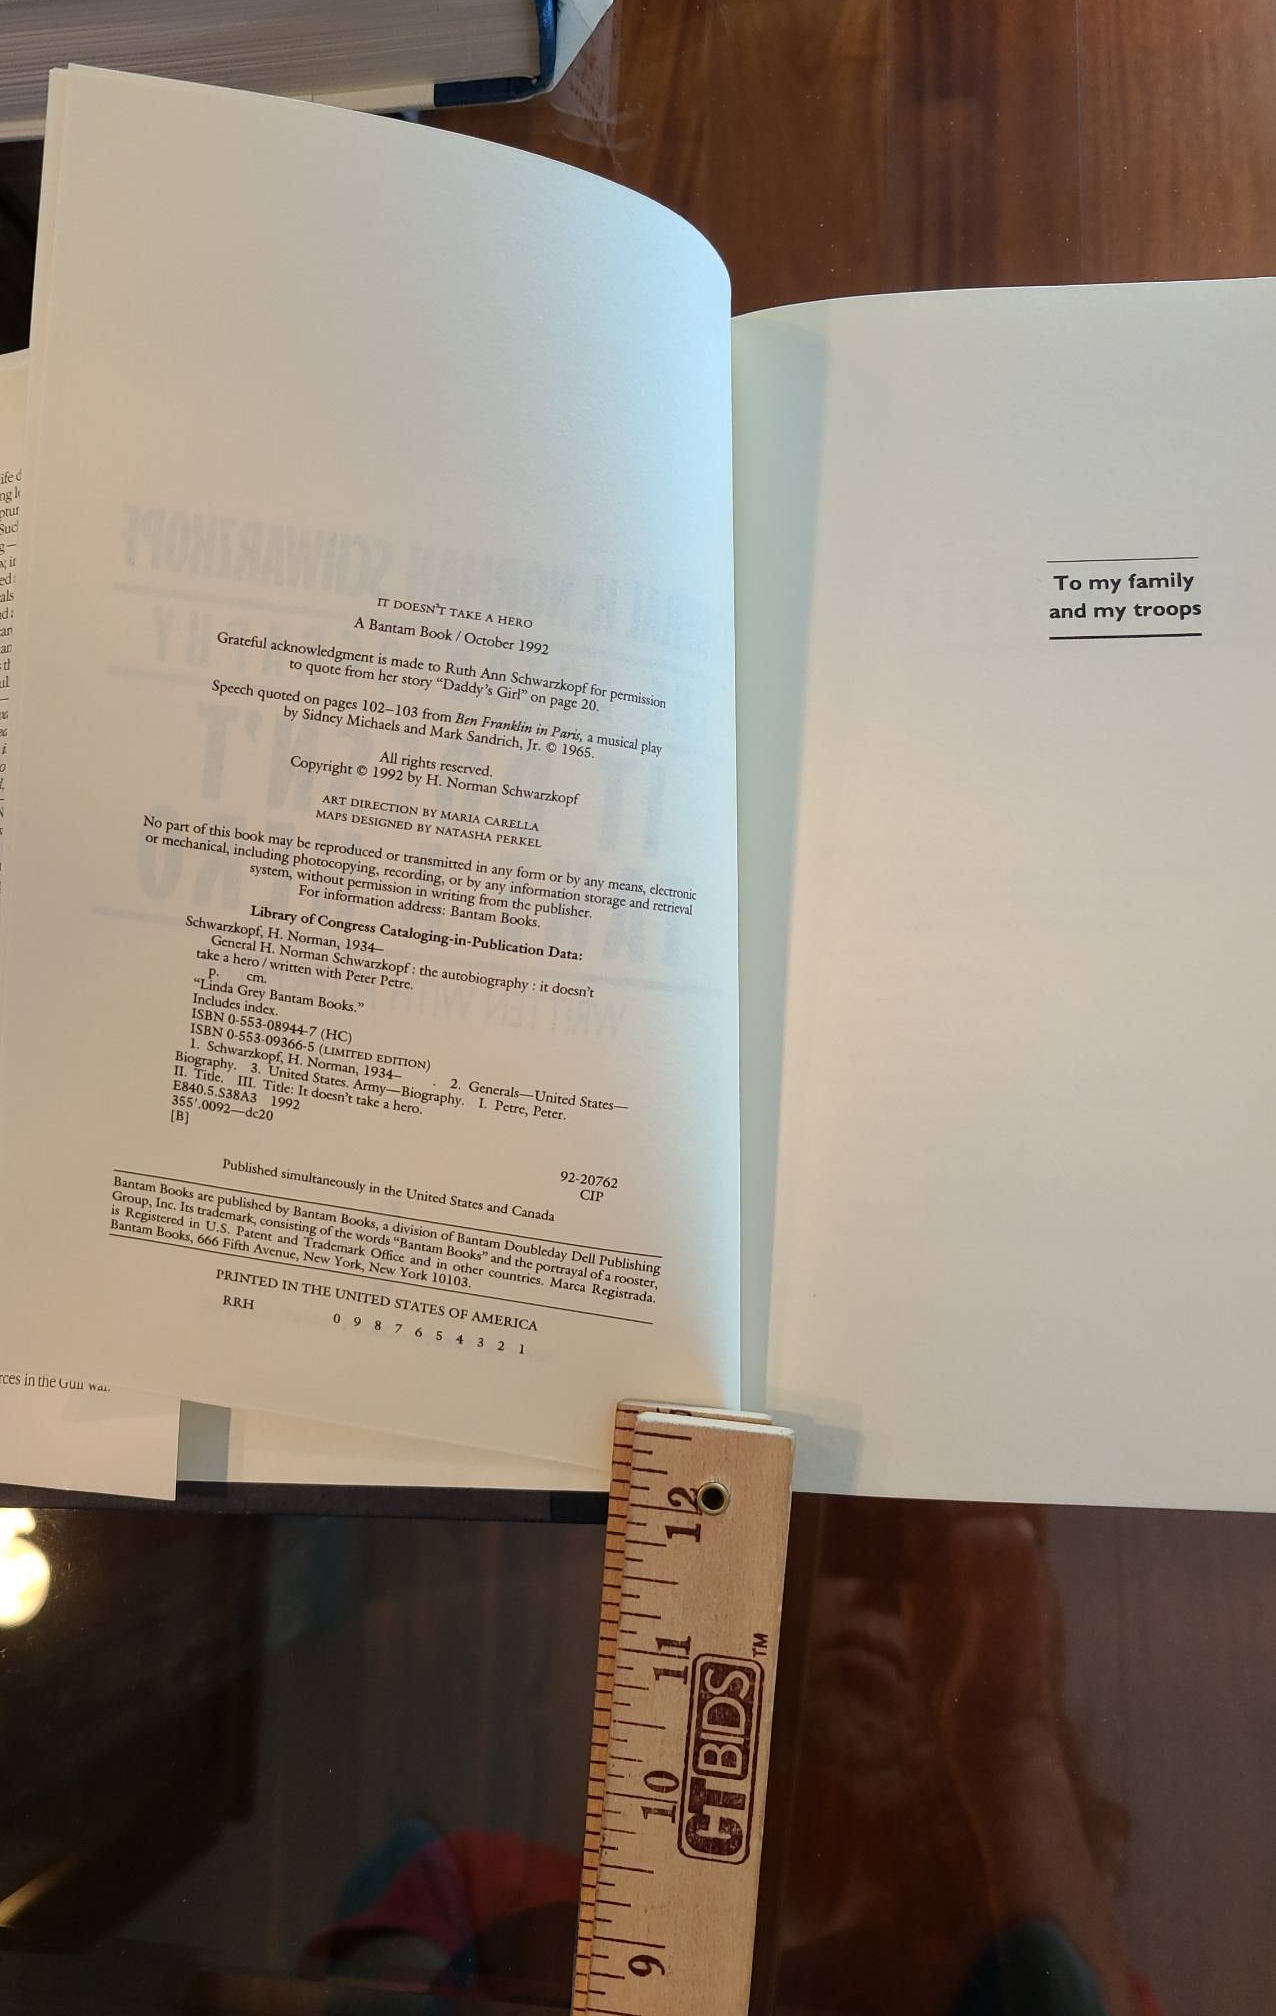 IT DOESN'T TAKE A HERO
A Bantam Book / October 1992
Grateful acknowledgment is made to Ruth Ann Schwarzkopf for permission
to quote from her story “Daddy's Girl” on page 20.
Speech quoted on pages 102–103 from Ben Franklin in Paris, a musical play
by Sidney Michaels and Mark Sandrich, Jr. © 1965.
All rights reserved.
Copyright © 1992 by H. Norman Schwarzkopf
ART DIRECTION BY MARIA CARELLA
MAPS DESIGNED BY NATASHA PERKEL
No part of this book may be reproduced or transmitted in any form or by any means, electronic
or mechanical, including photocopying, recording, or by any information storage and retrieval
system, without permission in writing from the publisher.
For information address: Bantam Books.
Library of Congress Cataloging-in-Publication Data:
Schwarzkopf, H. Norman, 1934–
General H. Norman Schwarzkopf : the autobiography : it doesn't
take a hero / written with Peter Petre.
p. cm.
“Linda Grey Bantam Books.”
Includes index.
ISBN 0-553-08944-7 (HC)
ISBN 0-553-09366-5 (LIMITED EDITION)
1. Schwarzkopf, H. Norman, 1934– . 2. Generals—United States—
Biography. 3. United States. Army—Biography. I. Petre, Peter.
II. Title. III. Title: It doesn't take a hero.
E840.5.S38A3 1992
355'.0092—dc20
[B]
92-20762
CIP
Published simultaneously in the United States and Canada
Bantam Books are published by Bantam Books, a division of Bantam Doubleday Dell Publishing
Group, Inc. Its trademark, consisting of the words “Bantam Books” and the portrayal of a rooster,
is Registered in U.S. Patent and Trademark Office and in other countries. Marca Registrada.
Bantam Books, 666 Fifth Avenue, New York, New York 10103.
PRINTED IN THE UNITED STATES OF AMERICA
RRH 0 9 8 7 6 5 4 3 2 1
To my family
and my troops
in the Gulf War.
12
11
10
9
CTBIDS™